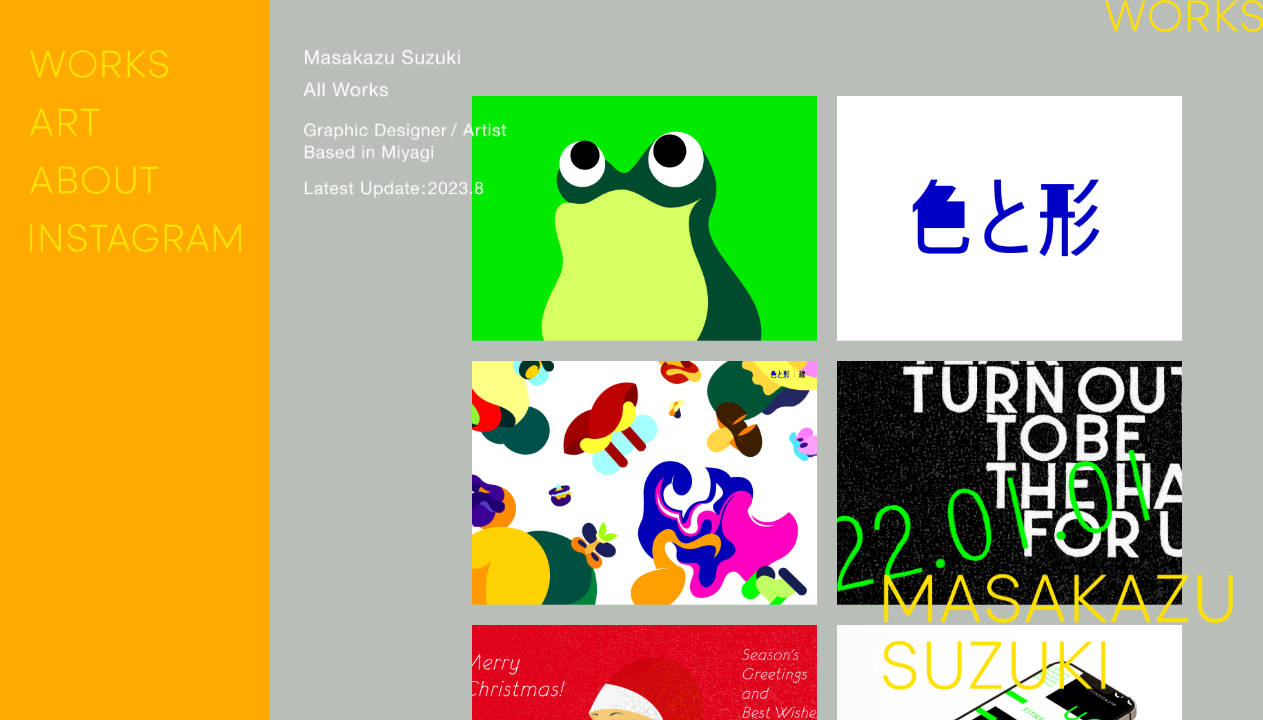 WORKS
WORKS
ART
ABOUT
INSTAGRAM
Masakazu Suzuki
All Works
Graphic Designer / Artist
Based in Miyagi
Latest Update:2023.8
色と形
色と形
TURN OUT
TO BE
THE HA
FOR U
22.01.01
MASAKAZU
SUZUKI
Merry
Christmas!
Season's
Greetings
and
Best Wishe